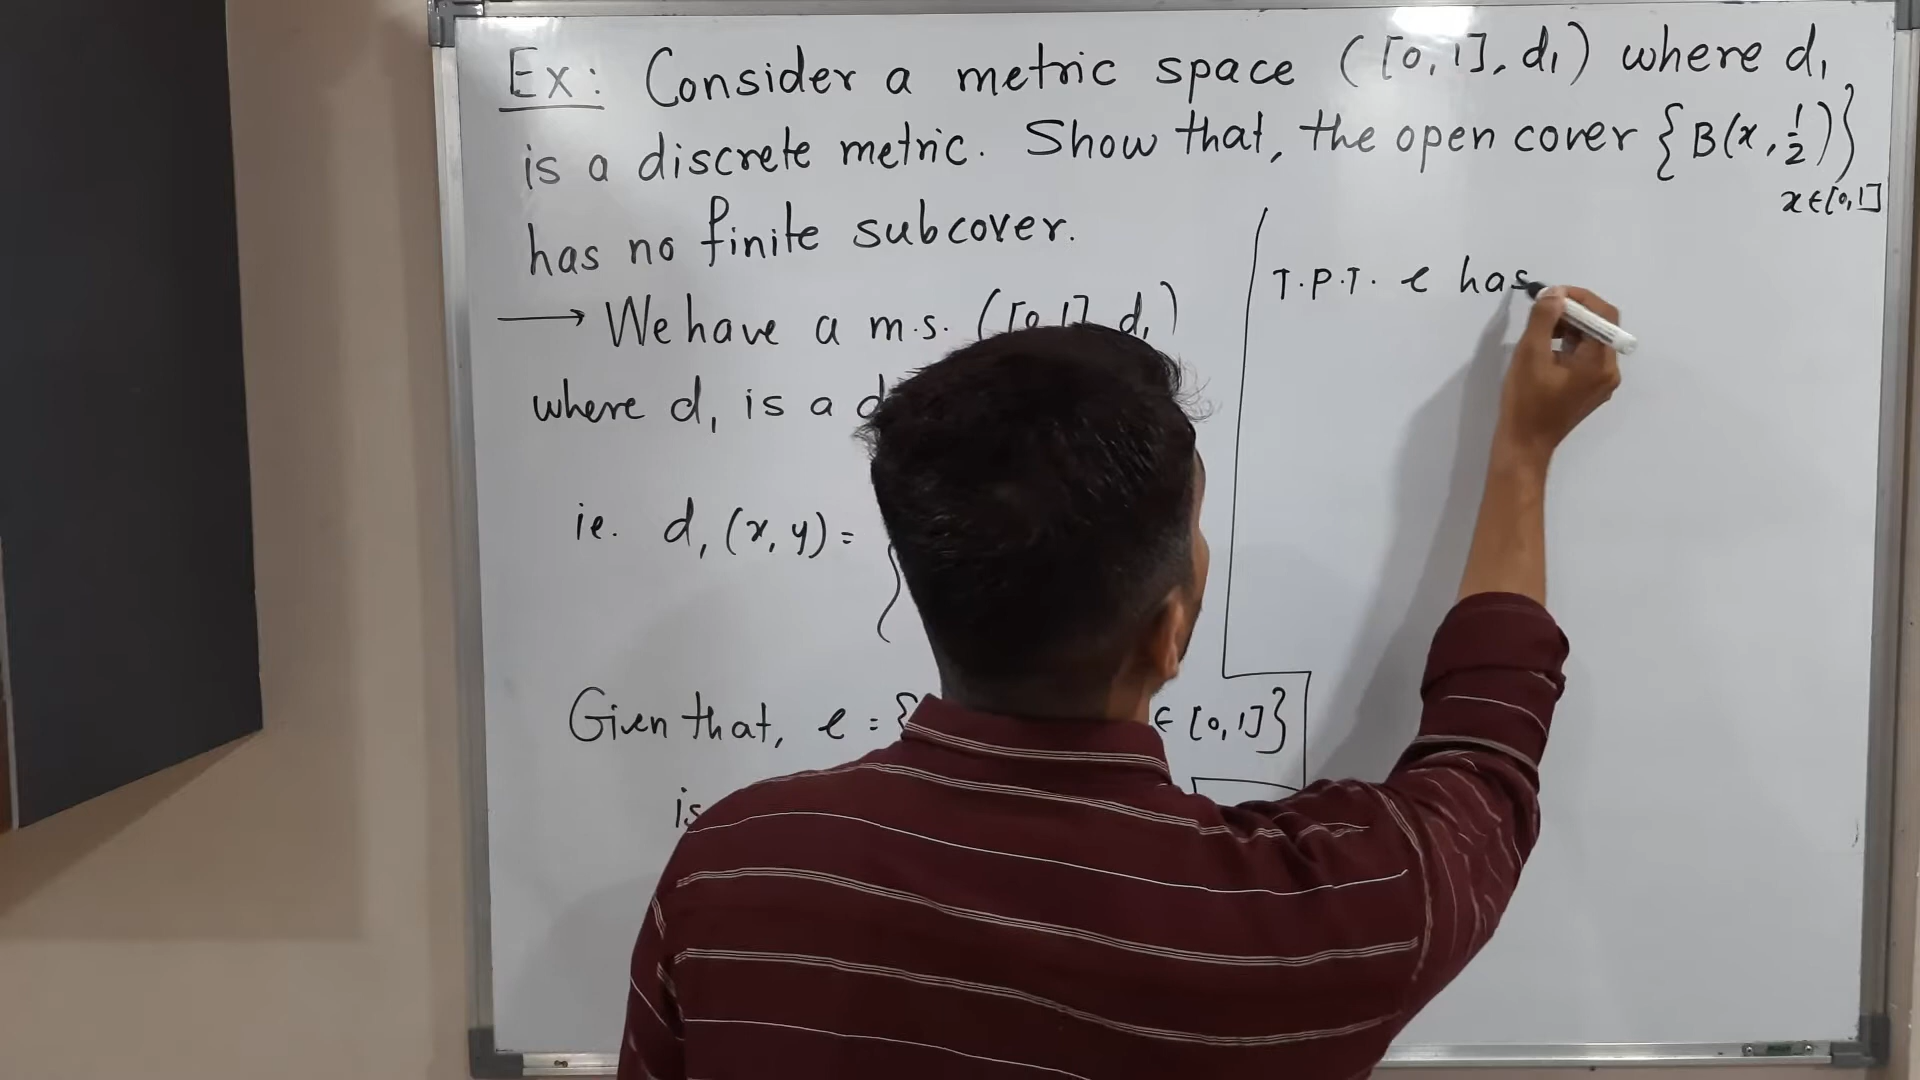 Ex: Consider a metric space ([0,1], d₁) where d₁
is a discrete metric. Show that, the open cover {B(x, 1/2)}
x∈[0,1]
has no finite subcover.
⟶ We have a m.s. ([0,1], d₁)
where d₁ is a d
ie. d₁(x,y) = {
Given that, ℓ = { ∈ [0,1]}
is
T.P.T. ℓ has